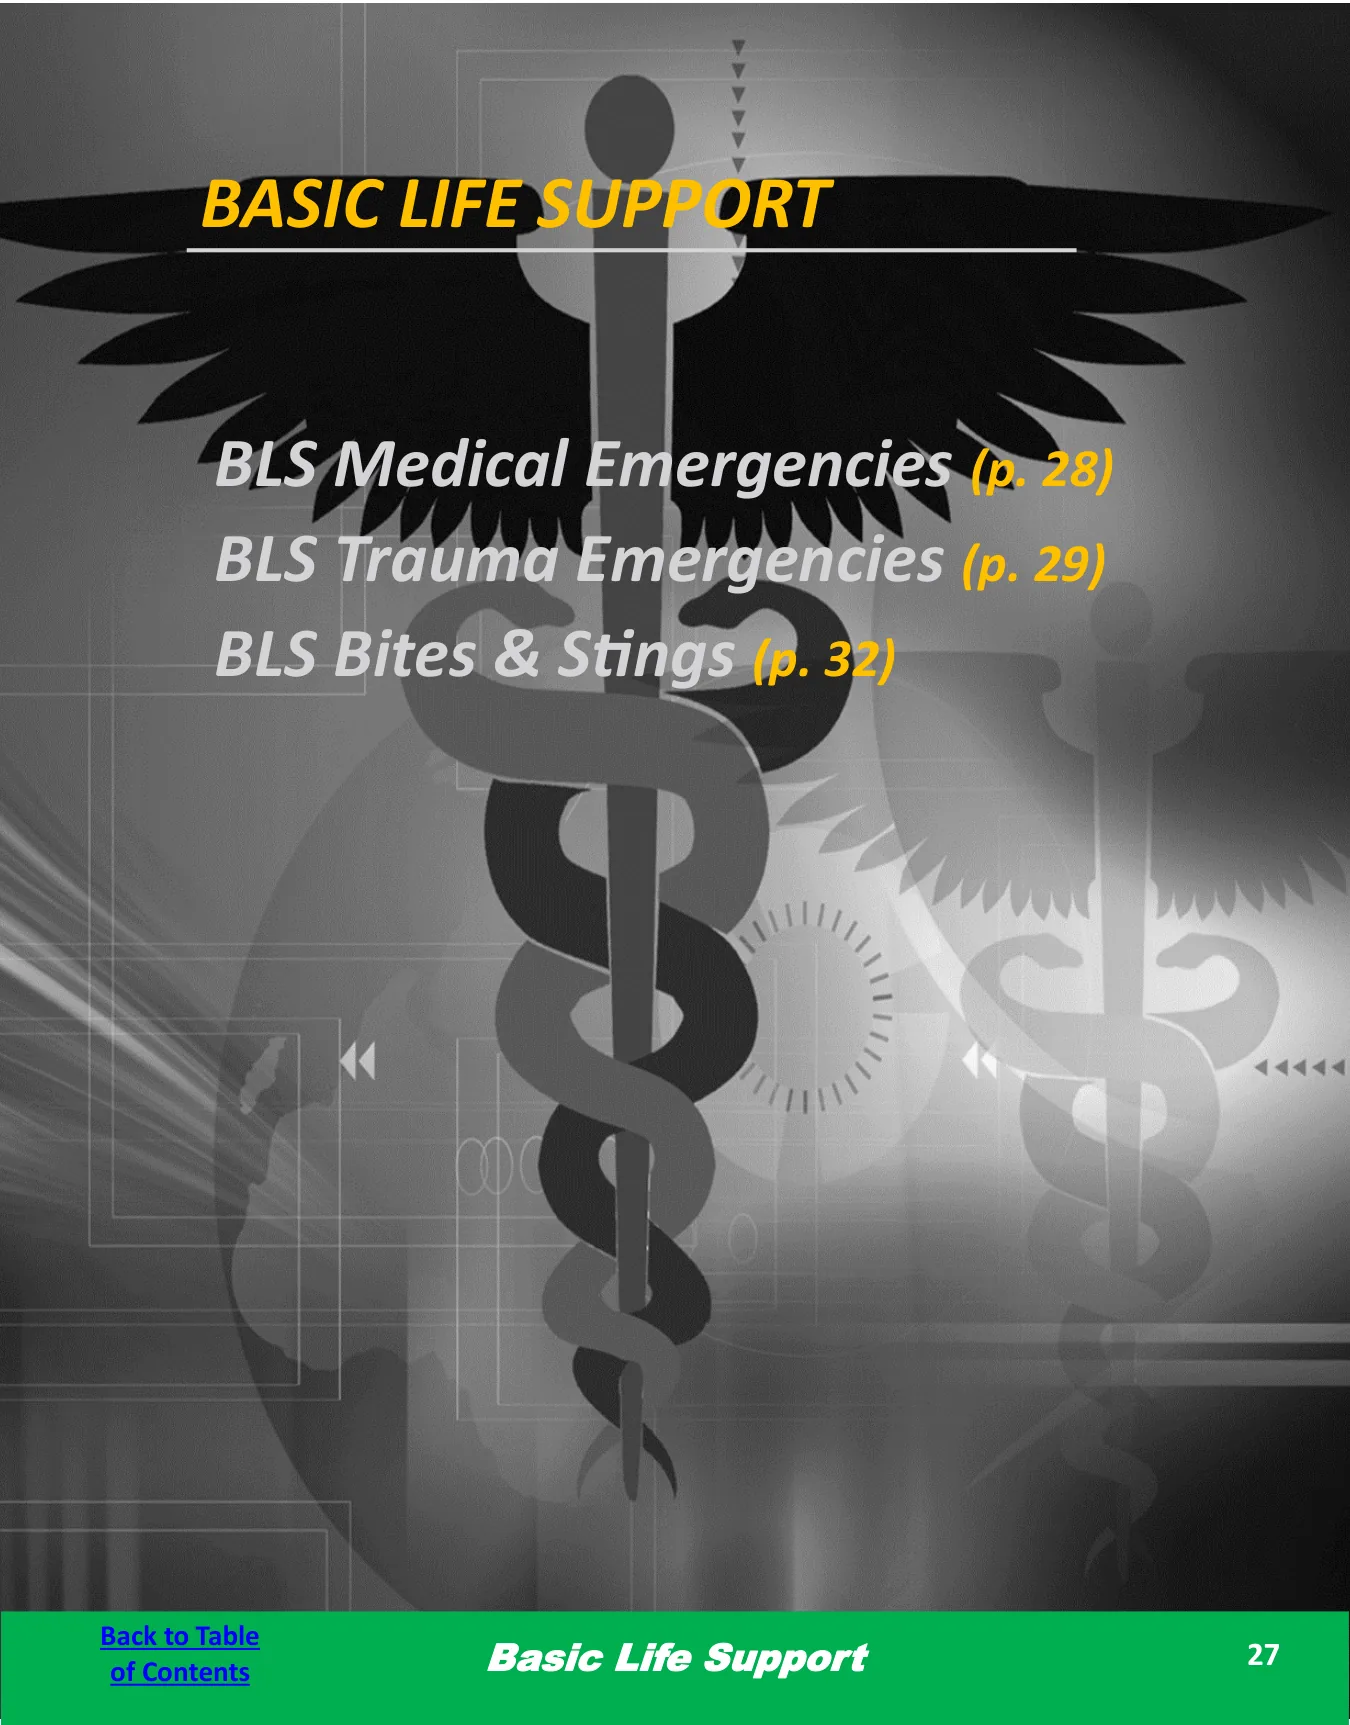 BASIC LIFE SUPPORT
BLS Medical Emergencies (p. 28)
BLS Trauma Emergencies (p. 29)
BLS Bites & Stings (p. 32)
Back to Table
of Contents
Basic Life Support
27